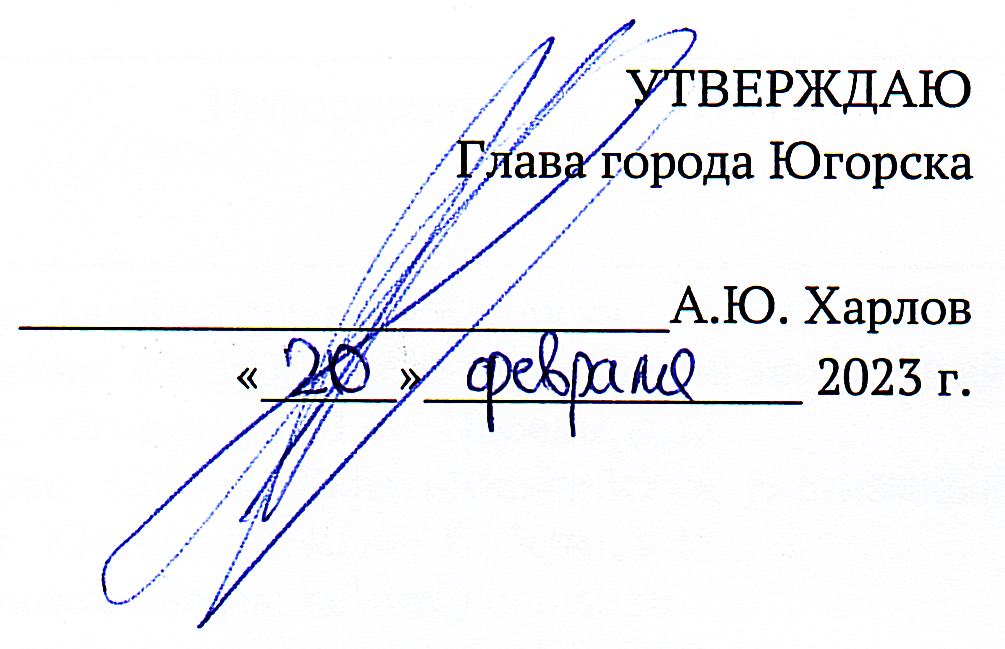 УТВЕРЖДАЮ
Глава города Югорска
А.Ю. Харлов
«20» февраля 2023 г.